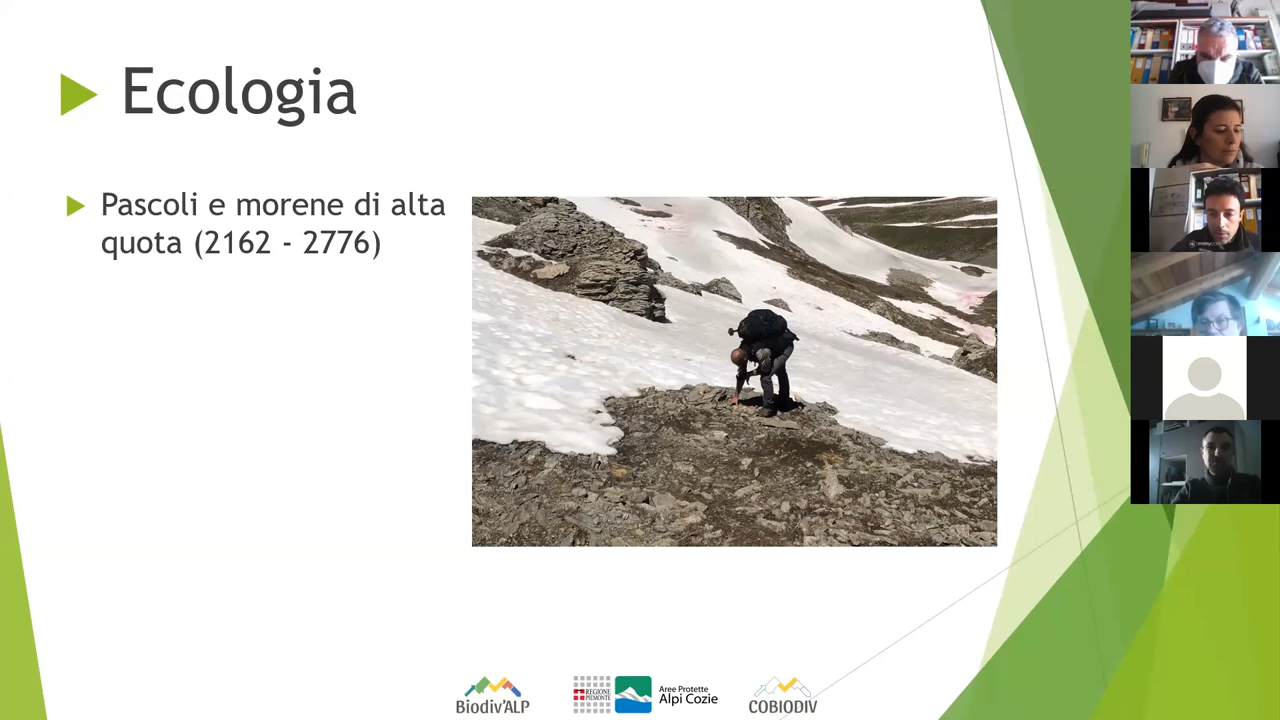 Ecologia
Pascoli e morene di alta
quota (2162 - 2776)
Biodiv'ALP
REGIONE
PIEMONTE
Aree Protette
Alpi Cozie
COBIODIV